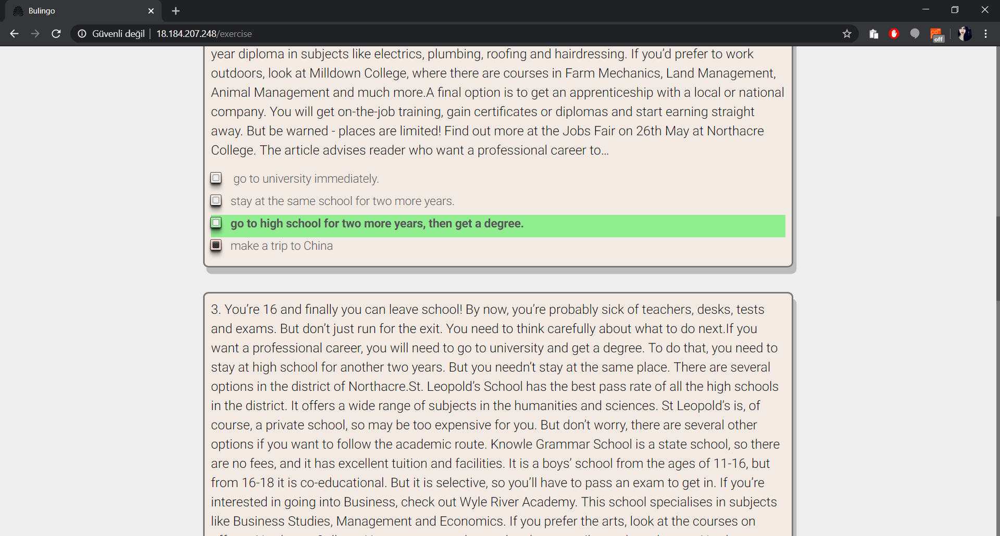 Bulingo
Güvenli değil
18.184.207.248/exercise
off
year diploma in subjects like electrics, plumbing, roofing and hairdressing. If you’d prefer to work
outdoors, look at Milldown College, where there are courses in Farm Mechanics, Land Management,
Animal Management and much more.A final option is to get an apprenticeship with a local or national
company. You will get on-the-job training, gain certificates or diplomas and start earning straight
away. But be warned - places are limited! Find out more at the Jobs Fair on 26th May at Northacre
College. The article advises reader who want a professional career to...
go to university immediately.
stay at the same school for two more years.
go to high school for two more years, then get a degree.
make a trip to China
3. You’re 16 and finally you can leave school! By now, you’re probably sick of teachers, desks, tests
and exams. But don’t just run for the exit. You need to think carefully about what to do next.If you
want a professional career, you will need to go to university and get a degree. To do that, you need to
stay at high school for another two years. But you needn’t stay at the same place. There are several
options in the district of Northacre.St. Leopold’s School has the best pass rate of all the high schools
in the district. It offers a wide range of subjects in the humanities and sciences. St Leopold’s is, of
course, a private school, so may be too expensive for you. But don’t worry, there are several other
options if you want to follow the academic route. Knowle Grammar School is a state school, so there
are no fees, and it has excellent tuition and facilities. It is a boys’ school from the ages of 11-16, but
from 16-18 it is co-educational. But it is selective, so you’ll have to pass an exam to get in. If you’re
interested in going into Business, check out Wyle River Academy. This school specialises in subjects
like Business Studies, Management and Economics. If you prefer the arts, look at the courses on